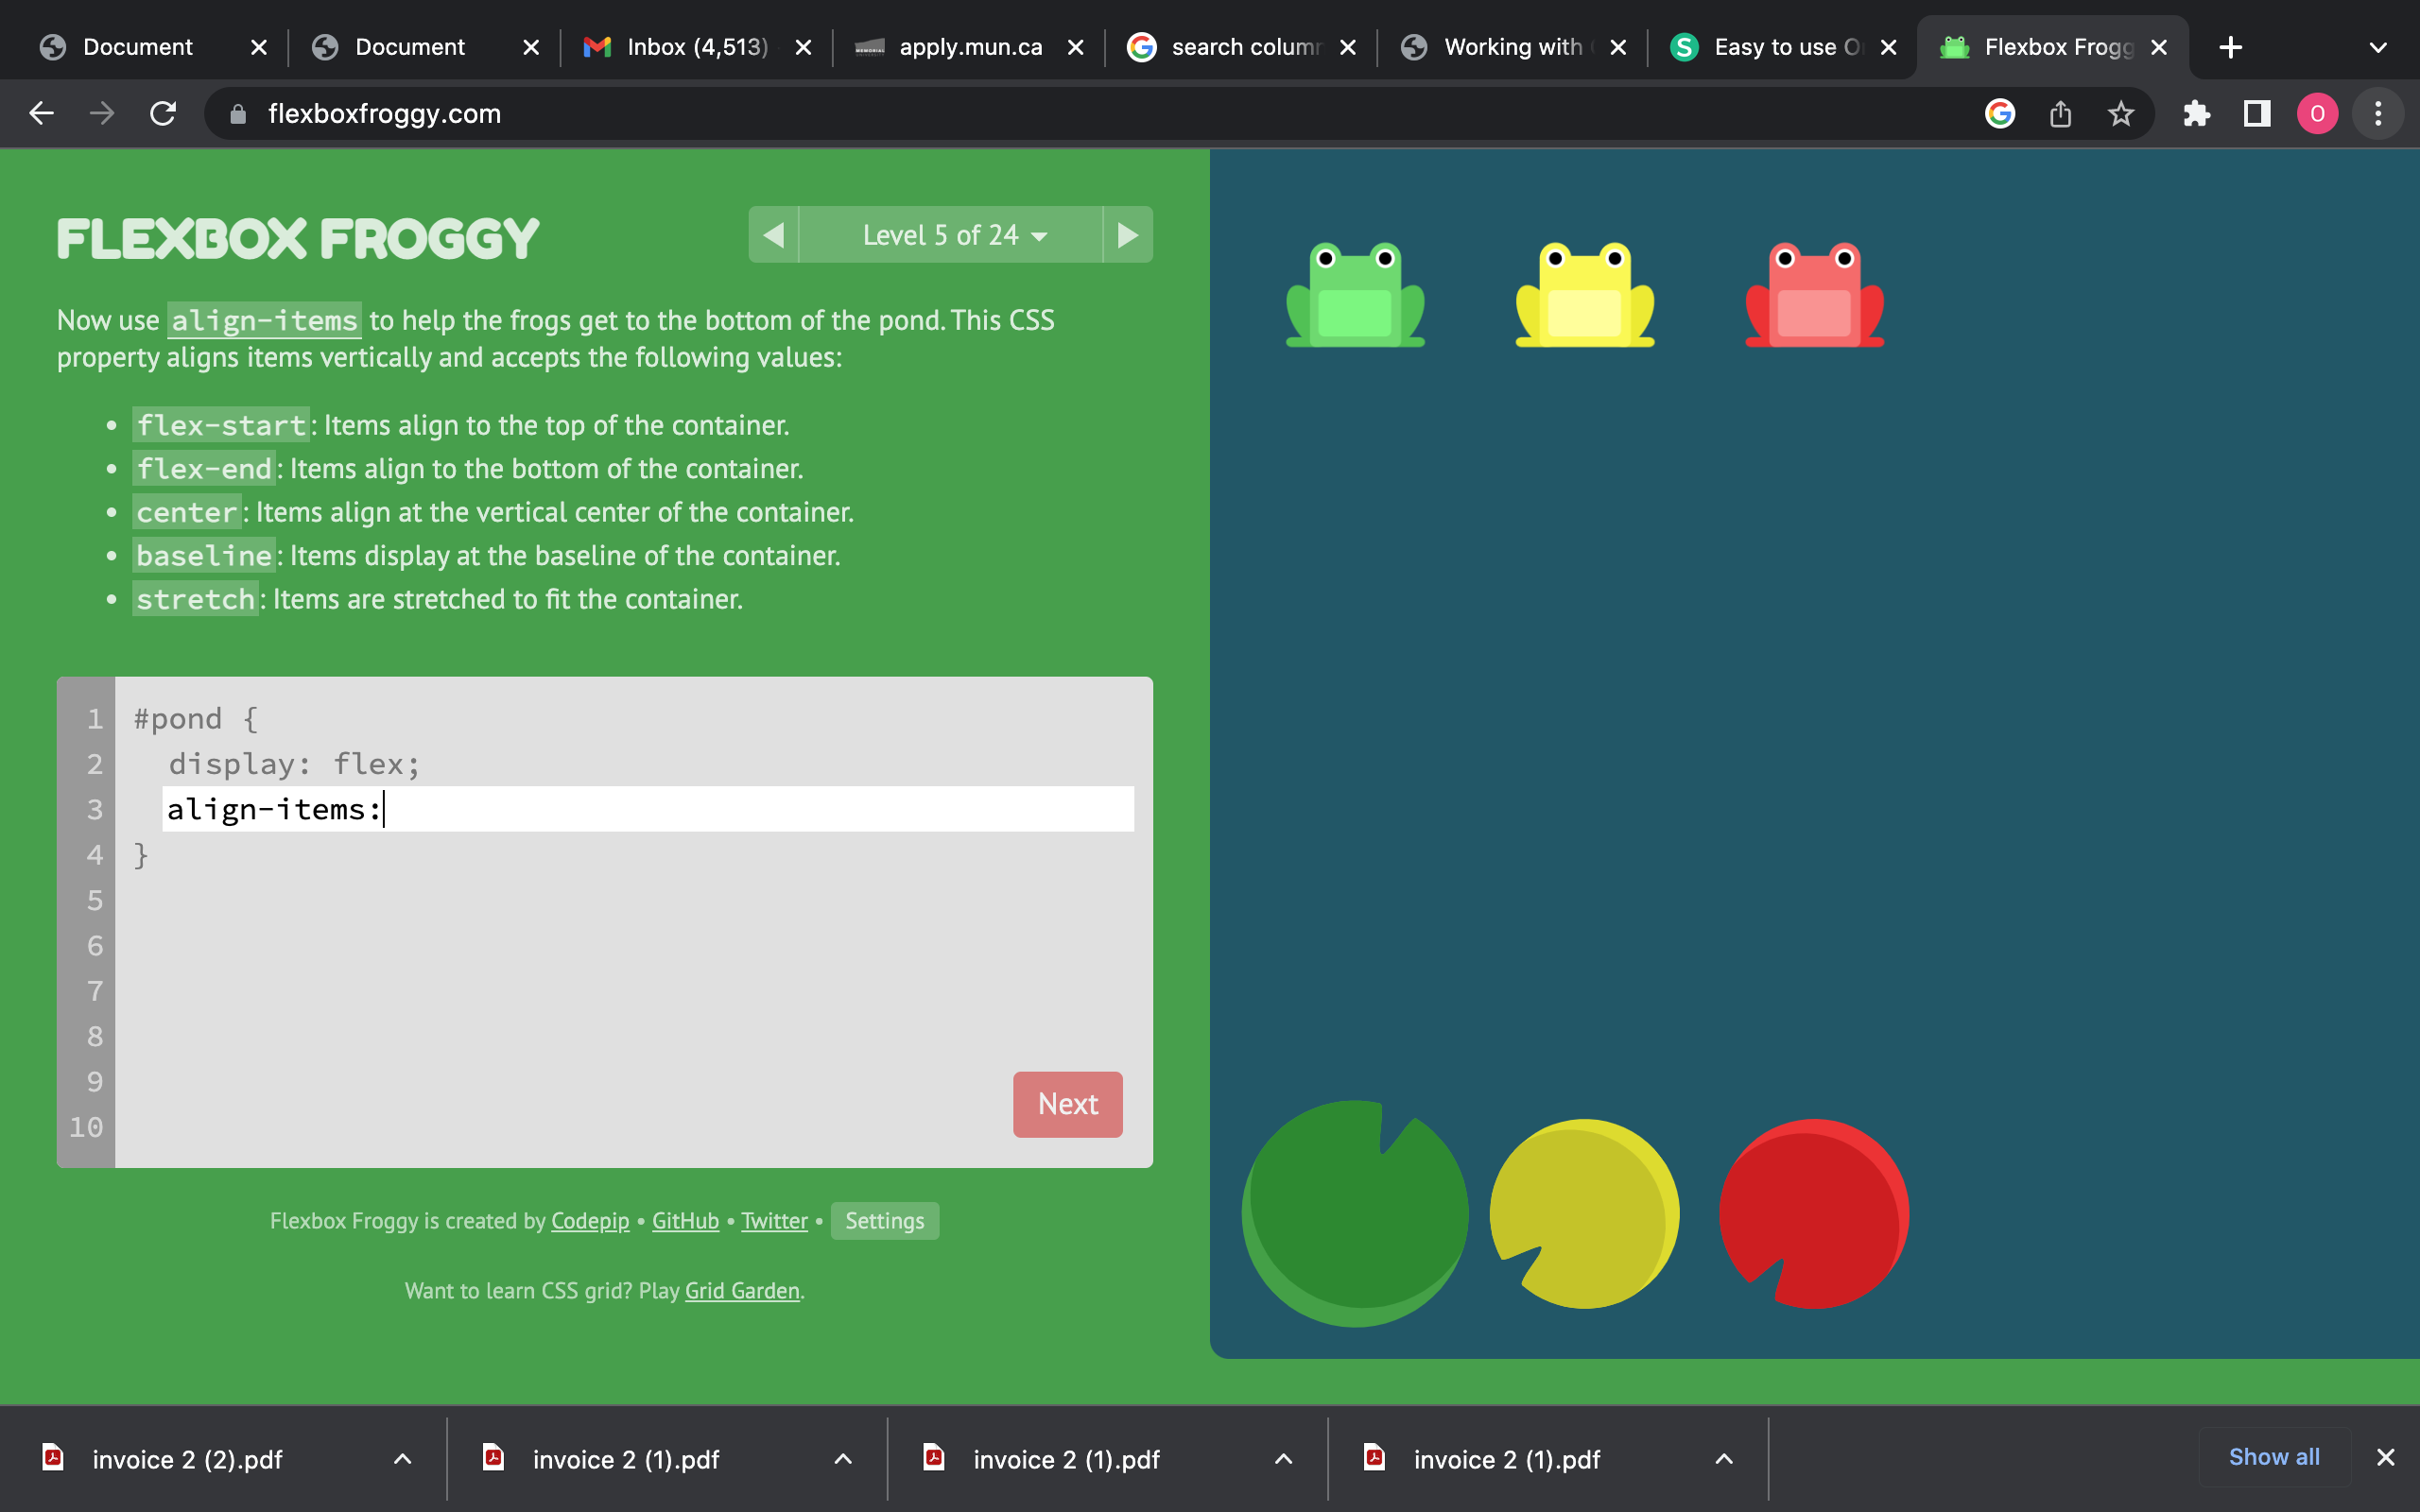 Document
Document
Inbox (4,513)
apply.mun.ca
search colum
Working with
Easy to use O
Flexbox Frogg
flexboxfroggy.com
O
FLEXBOX FROGGY
Level 5 of 24
Now use align-items to help the frogs get to the bottom of the pond. This CSS
property aligns items vertically and accepts the following values:
• flex-start: Items align to the top of the container.
• flex-end: Items align to the bottom of the container.
• center: Items align at the vertical center of the container.
• baseline: Items display at the baseline of the container.
• stretch: Items are stretched to fit the container.
1 #pond {
2 display: flex;
3 align-items:
4 }
5
6
7
8
9
10
Next
Flexbox Froggy is created by Codepip • GitHub • Twitter • Settings
Want to learn CSS grid? Play Grid Garden.
invoice 2 (2).pdf
invoice 2 (1).pdf
invoice 2 (1).pdf
invoice 2 (1).pdf
Show all